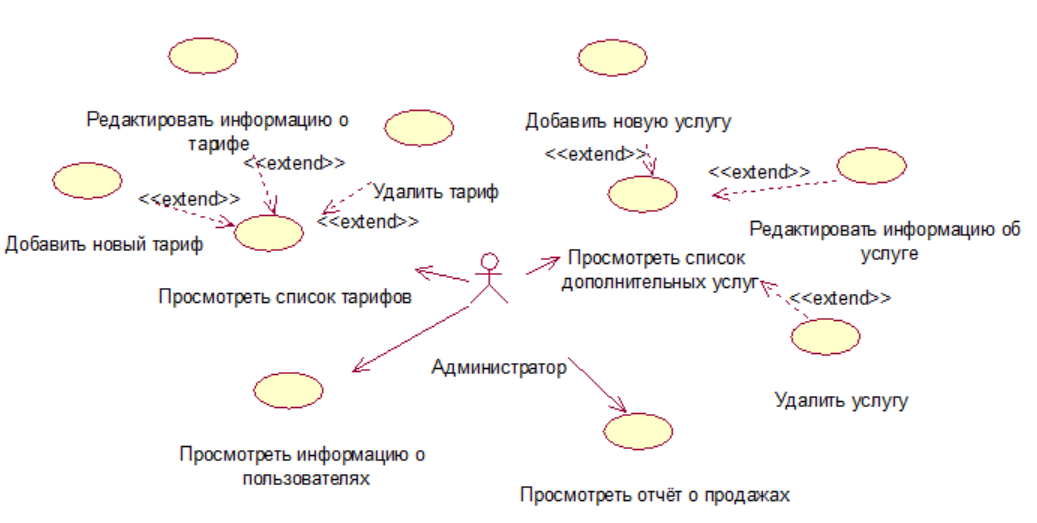 Редактировать информацию о
тарифе
Добавить новую услугу
<<extend>>
<<extend>>
<<extend>>
Удалить тариф
<<extend>>
<<extend>>
Добавить новый тариф
Редактировать информацию об
услуге
Просмотреть список
дополнительных услуг
Просмотреть список тарифов
<<extend>>
Администратор
Удалить услугу
Просмотреть информацию о
пользователях
Просмотреть отчёт о продажах